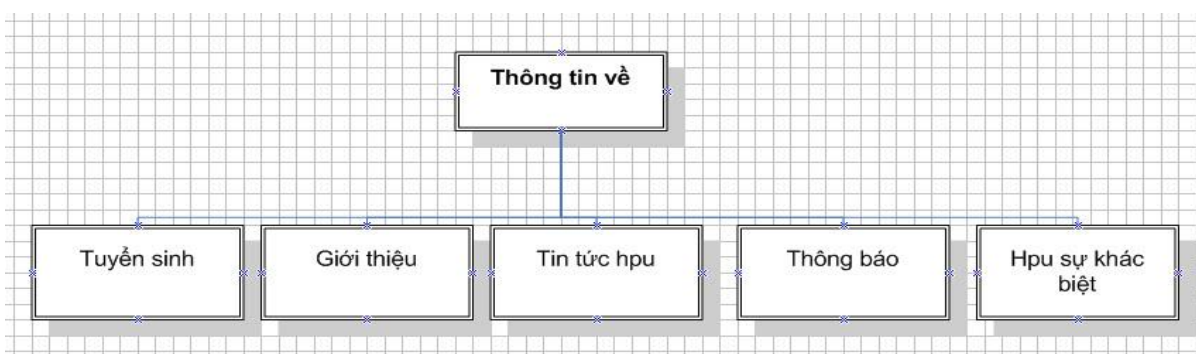 Thông tin về
Tuyển sinh
Giới thiệu
Tin tức hpu
Thông báo
Hpu sự khác
biệt